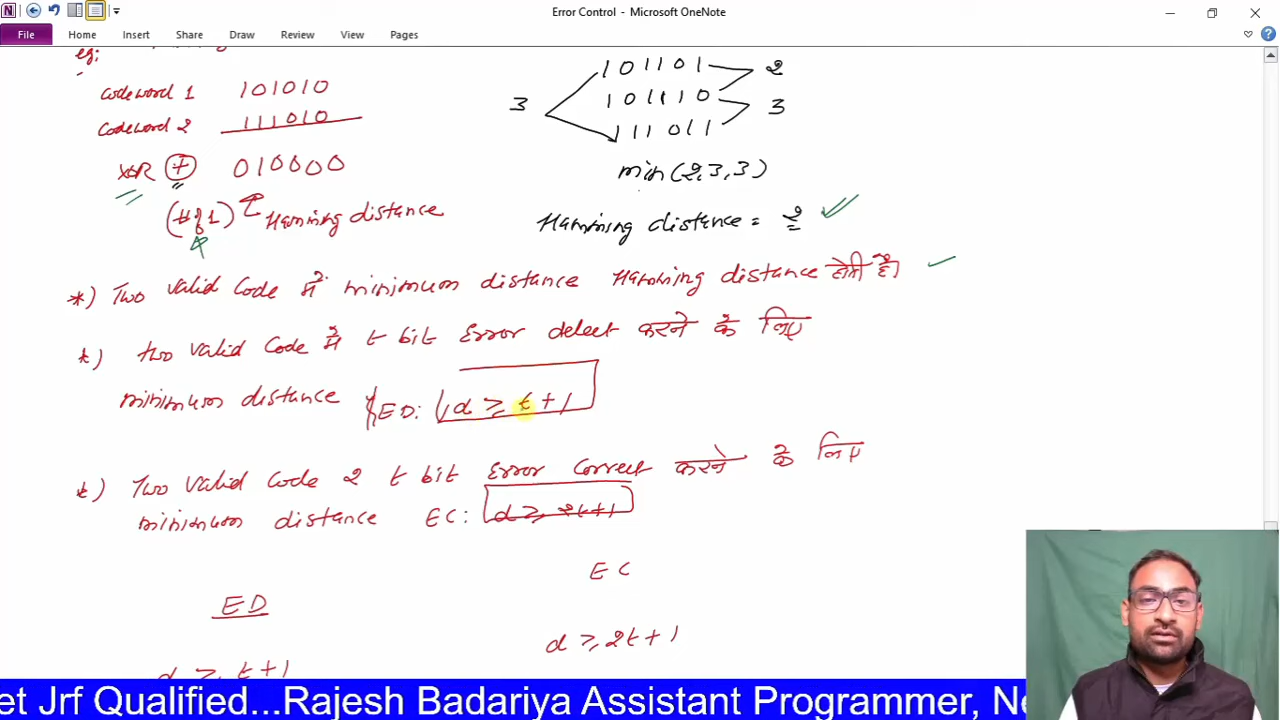 Error Control - Microsoft OneNote
File Home Insert Share Draw Review View Pages
eg:
Codeword 1 101010
Codeword 2 111010
XOR + 010000
(# of 1) Hamming distance
101101
101110
111011
3
2
3
min(2,3,3)
Hamming distance = 2
*) Two valid Code में minimum distance Hamming distance होती है।
*) two valid Code में t bit Error detect करने के लिए
minimum distance ED: d ≥ t+1
*) Two valid Code 2 t bit Error Correct करने के लिए
minimum distance EC: d ≥ 2t+1
ED
EC
d ≥ t+1
d ≥ 2t+1
et Jrf Qualified...Rajesh Badariya Assistant Programmer, Ne